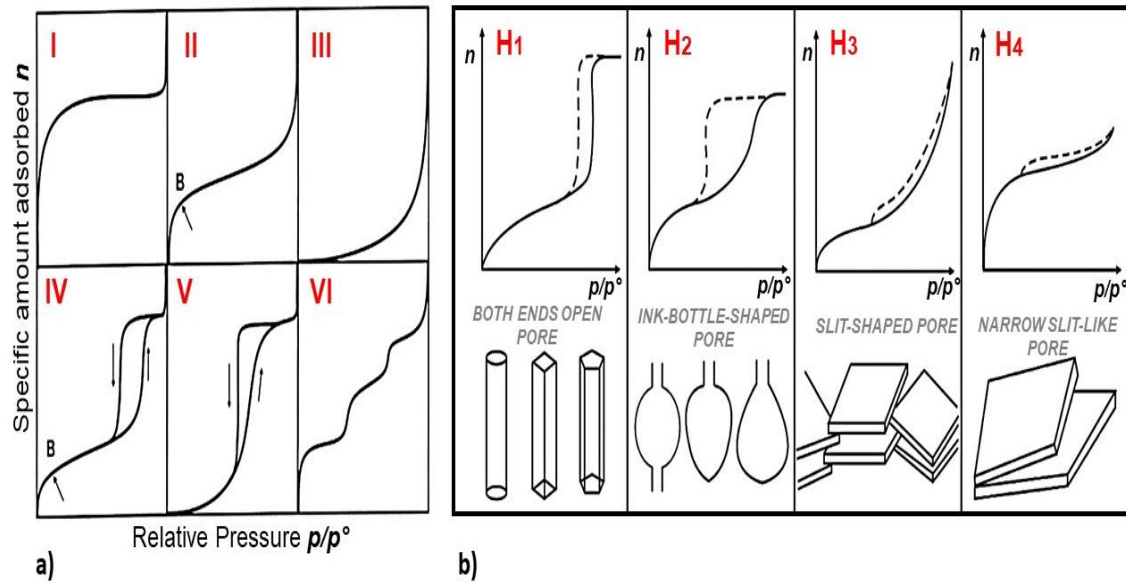 I
II
III
B
IV
V
VI
B
Specific amount adsorbed n
Relative Pressure p/p°
a)
H1
n
p/p°
BOTH ENDS OPEN
PORE
H2
n
p/p°
INK-BOTTLE-SHAPED
PORE
H3
n
p/p°
SLIT-SHAPED PORE
H4
n
p/p°
NARROW SLIT-LIKE
PORE
b)